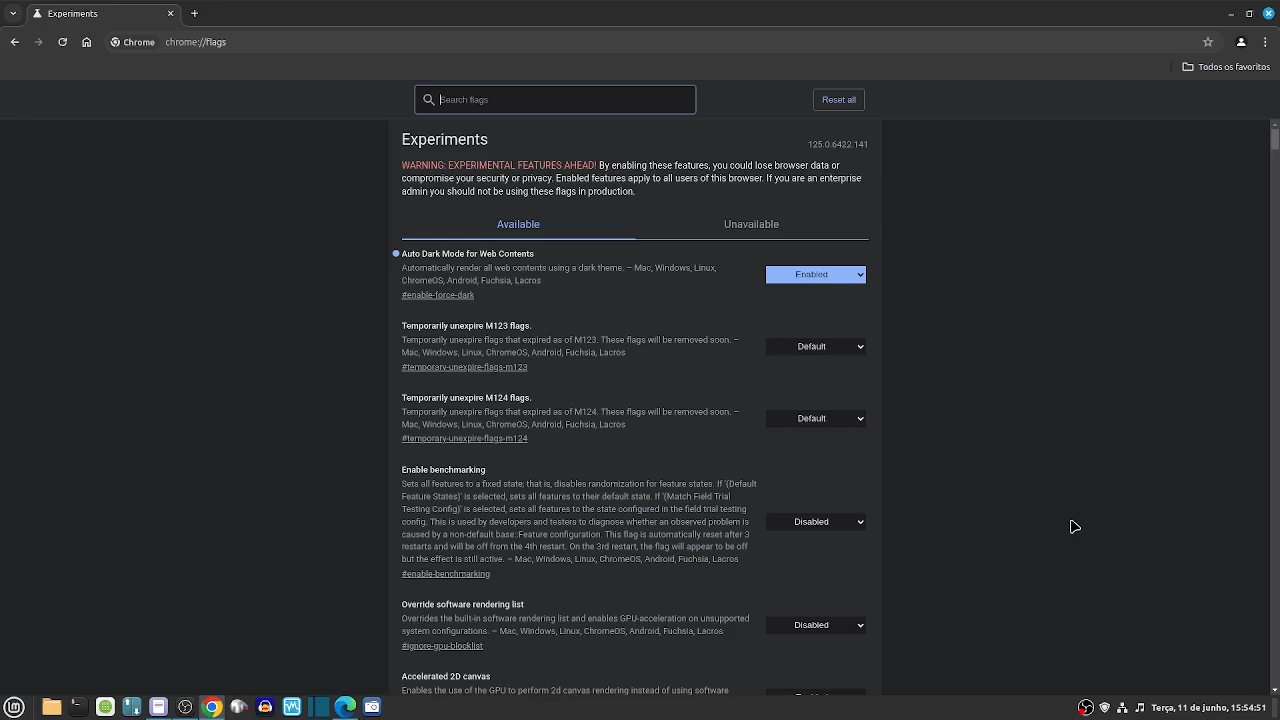 Experiments
Chrome
chrome://flags
Todos os favoritos
Search flags
Reset all
Experiments
125.0.6422.141
WARNING: EXPERIMENTAL FEATURES AHEAD! By enabling these features, you could lose browser data or
compromise your security or privacy. Enabled features apply to all users of this browser. If you are an enterprise
admin you should not be using these flags in production.
Available
Unavailable
Auto Dark Mode for Web Contents
Automatically render all web contents using a dark theme. – Mac, Windows, Linux,
ChromeOS, Android, Fuchsia, Lacros
#enable-force-dark
Enabled
Temporarily unexpire M123 flags.
Temporarily unexpire flags that expired as of M123. These flags will be removed soon. –
Mac, Windows, Linux, ChromeOS, Android, Fuchsia, Lacros
#temporary-unexpire-flags-m123
Default
Temporarily unexpire M124 flags.
Temporarily unexpire flags that expired as of M124. These flags will be removed soon. –
Mac, Windows, Linux, ChromeOS, Android, Fuchsia, Lacros
#temporary-unexpire-flags-m124
Default
Enable benchmarking
Sets all features to a fixed state; that is, disables randomization for feature states. If '(Default
Feature States)' is selected, sets all features to their default state. If '(Match Field Trial
Testing Config)' is selected, sets all features to the state configured in the field trial testing
config. This is used by developers and testers to diagnose whether an observed problem is
caused by a non-default base::Feature configuration. This flag is automatically reset after 3
restarts and will be off from the 4th restart. On the 3rd restart, the flag will appear to be off
but the effect is still active. – Mac, Windows, Linux, ChromeOS, Android, Fuchsia, Lacros
#enable-benchmarking
Disabled
Override software rendering list
Overrides the built-in software rendering list and enables GPU-acceleration on unsupported
system configurations. – Mac, Windows, Linux, ChromeOS, Android, Fuchsia, Lacros
#ignore-gpu-blocklist
Disabled
Accelerated 2D canvas
Enables the use of the GPU to perform 2d canvas rendering instead of using software
Terça, 11 de Junho, 15:54:51